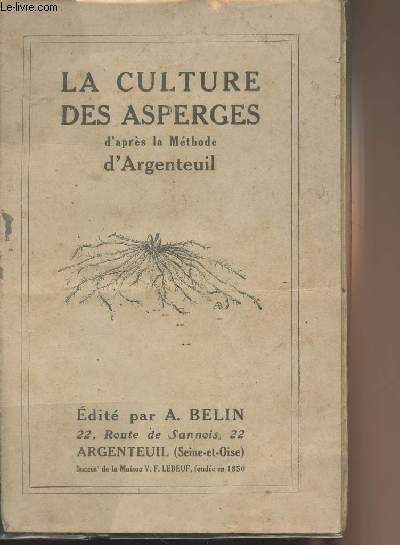 Le-livre.com
LA CULTURE
DES ASPERGES
d'après la Méthode
d'Argenteuil
Édité par A. BELIN
22, Route de Sannois, 22
ARGENTEUIL (Seine-et-Oise)
Success' de la Maison V. F. LEBEUF, fondée en 1850